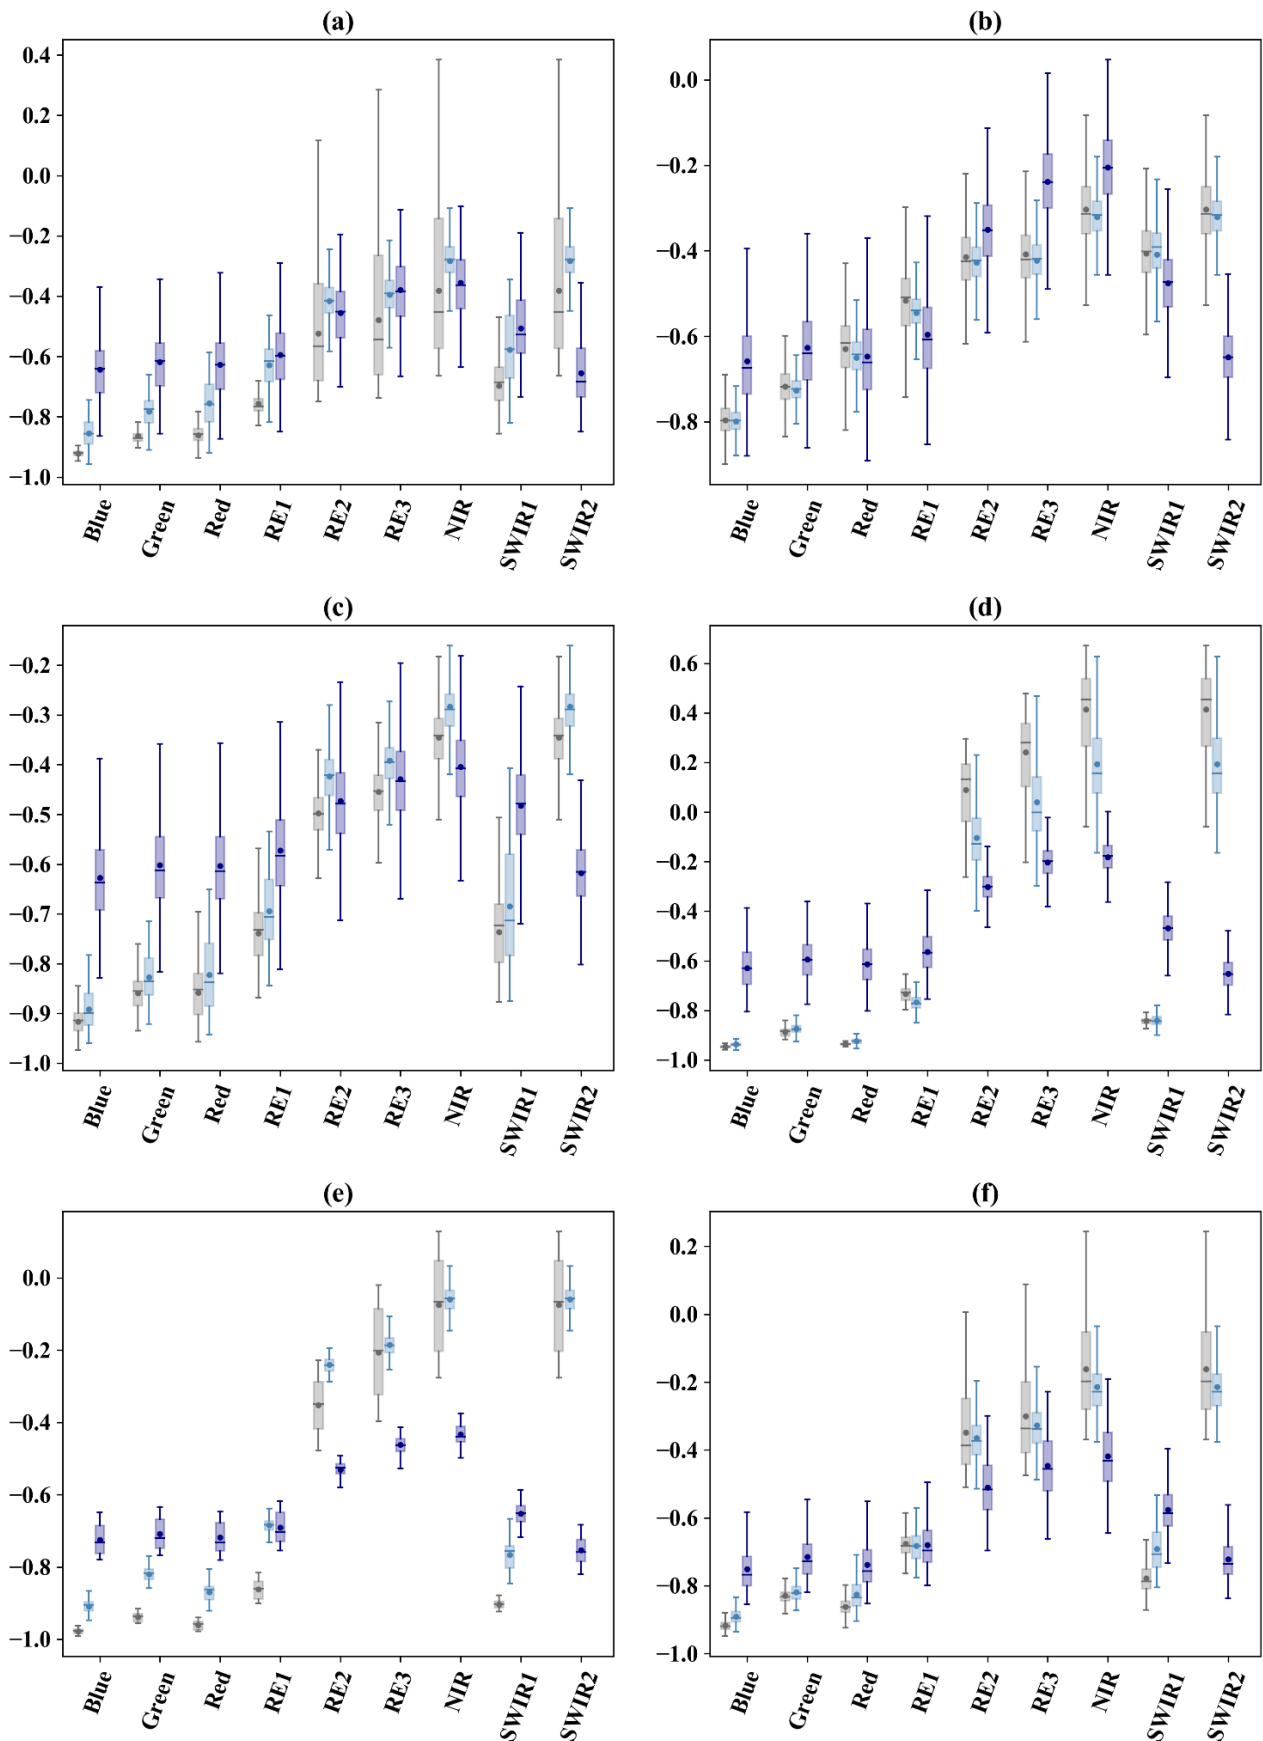 (a)
0.4
0.2
0.0
−0.2
−0.4
−0.6
−0.8
−1.0
Blue
Green
Red
RE1
RE2
RE3
NIR
SWIR1
SWIR2
(b)
0.0
−0.2
−0.4
−0.6
−0.8
Blue
Green
Red
RE1
RE2
RE3
NIR
SWIR1
SWIR2
(c)
−0.2
−0.3
−0.4
−0.5
−0.6
−0.7
−0.8
−0.9
−1.0
Blue
Green
Red
RE1
RE2
RE3
NIR
SWIR1
SWIR2
(d)
0.6
0.4
0.2
0.0
−0.2
−0.4
−0.6
−0.8
−1.0
Blue
Green
Red
RE1
RE2
RE3
NIR
SWIR1
SWIR2
(e)
0.0
−0.2
−0.4
−0.6
−0.8
−1.0
Blue
Green
Red
RE1
RE2
RE3
NIR
SWIR1
SWIR2
(f)
0.2
0.0
−0.2
−0.4
−0.6
−0.8
−1.0
Blue
Green
Red
RE1
RE2
RE3
NIR
SWIR1
SWIR2